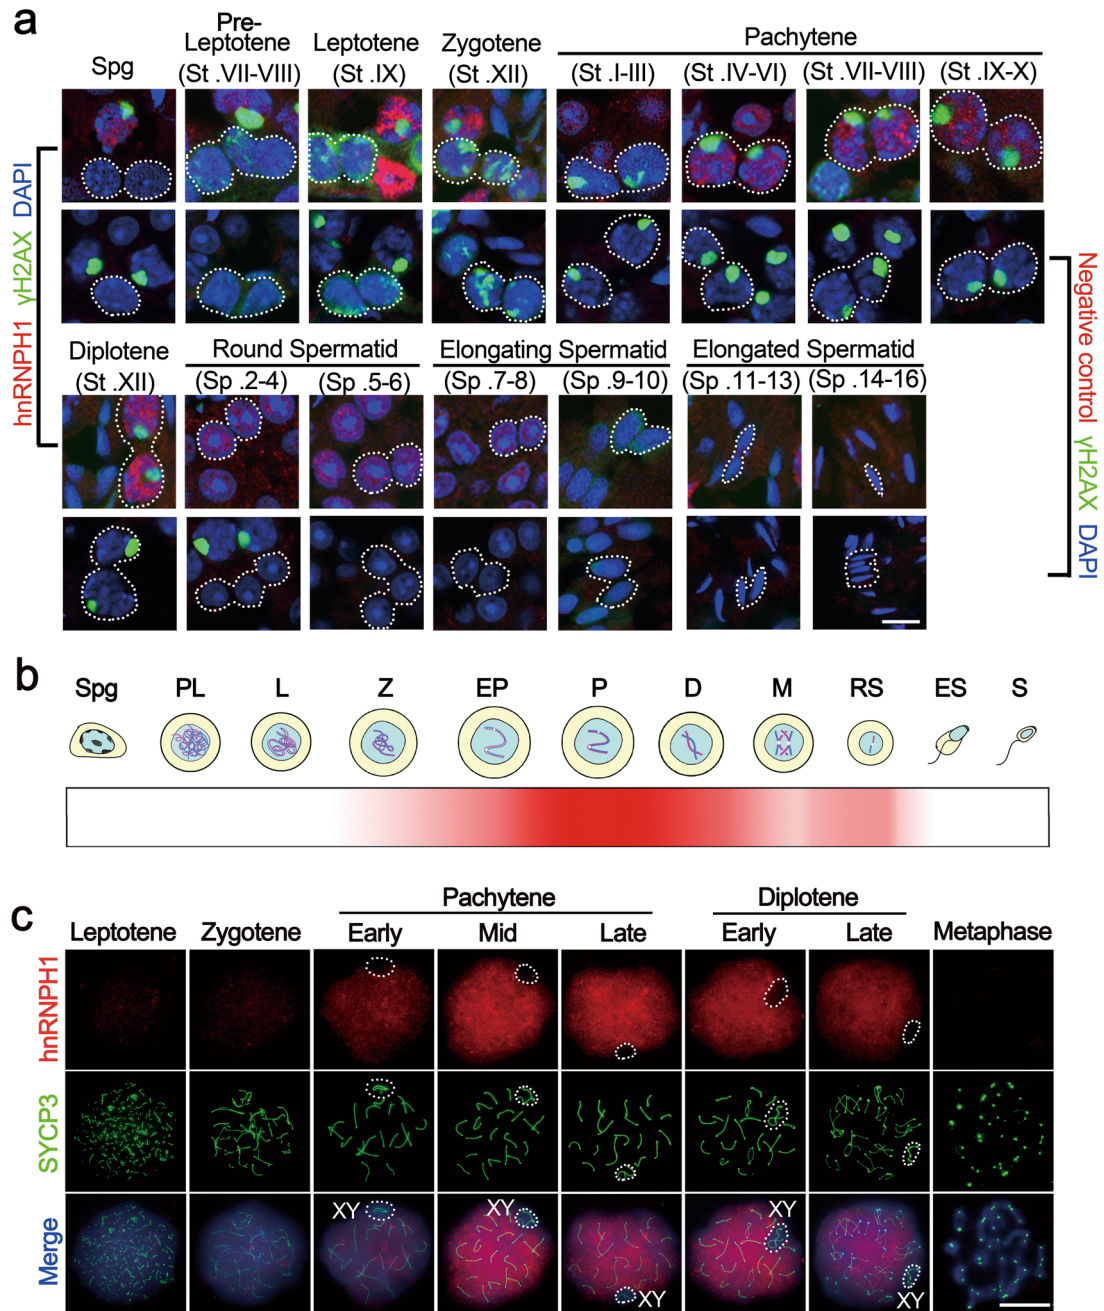 a
Spg
Pre-
Leptotene
(St .VII-VIII)
Leptotene
(St .IX)
Zygotene
(St .XII)
Pachytene
(St .I-III)
(St .IV-VI)
(St .VII-VIII)
(St .IX-X)
hnRNPH1 γH2AX DAPI
Negative control γH2AX DAPI
Diplotene
(St .XII)
Round Spermatid
(Sp .2-4)
(Sp .5-6)
Elongating Spermatid
(Sp .7-8)
(Sp .9-10)
Elongated Spermatid
(Sp .11-13)
(Sp .14-16)
b
Spg PL L Z EP P D M RS ES S
c
Pachytene
Diplotene
Leptotene Zygotene Early Mid Late Early Late Metaphase
hnRNPH1
SYCP3
Merge
XY
XY
XY
XY
XY